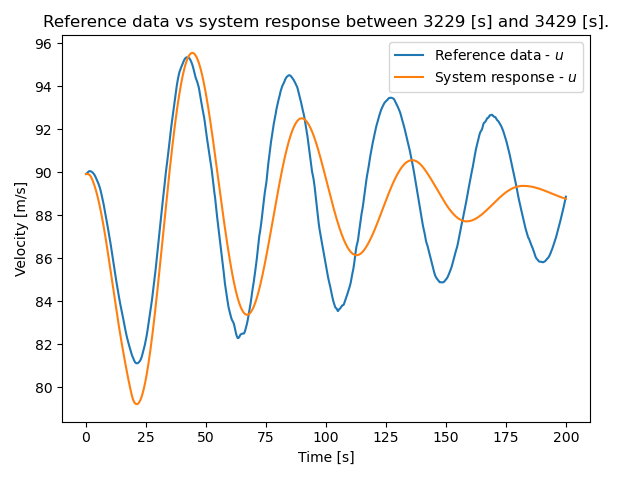 Reference data vs system response between 3229 [s] and 3429 [s].
Reference data - u
System response - u
Velocity [m/s]
96
94
92
90
88
86
84
82
80
0 25 50 75 100 125 150 175 200
Time [s]